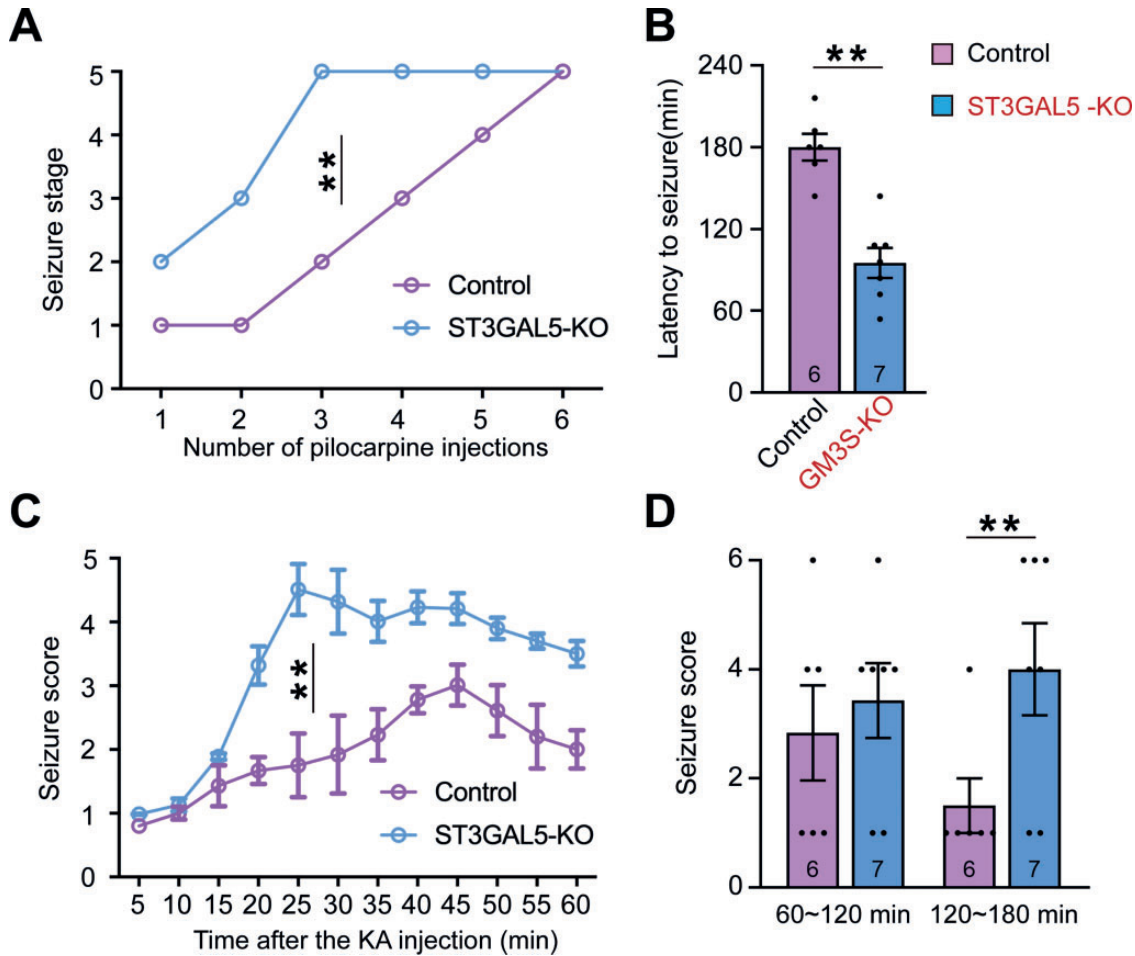 A
5
4
3
2
1
0
Seizure stage
**
Control
ST3GAL5-KO
1 2 3 4 5 6
Number of pilocarpine injections
B
240
180
120
60
0
Latency to seizure(min)
**
6 7
Control
GM3S-KO
Control
ST3GAL5 -KO
C
5
4
3
2
1
0
Seizure score
**
Control
ST3GAL5-KO
5 10 15 20 25 30 35 40 45 50 55 60
Time after the KA injection (min)
D
6
4
2
0
Seizure score
**
6 7 6 7
60~120 min 120~180 min